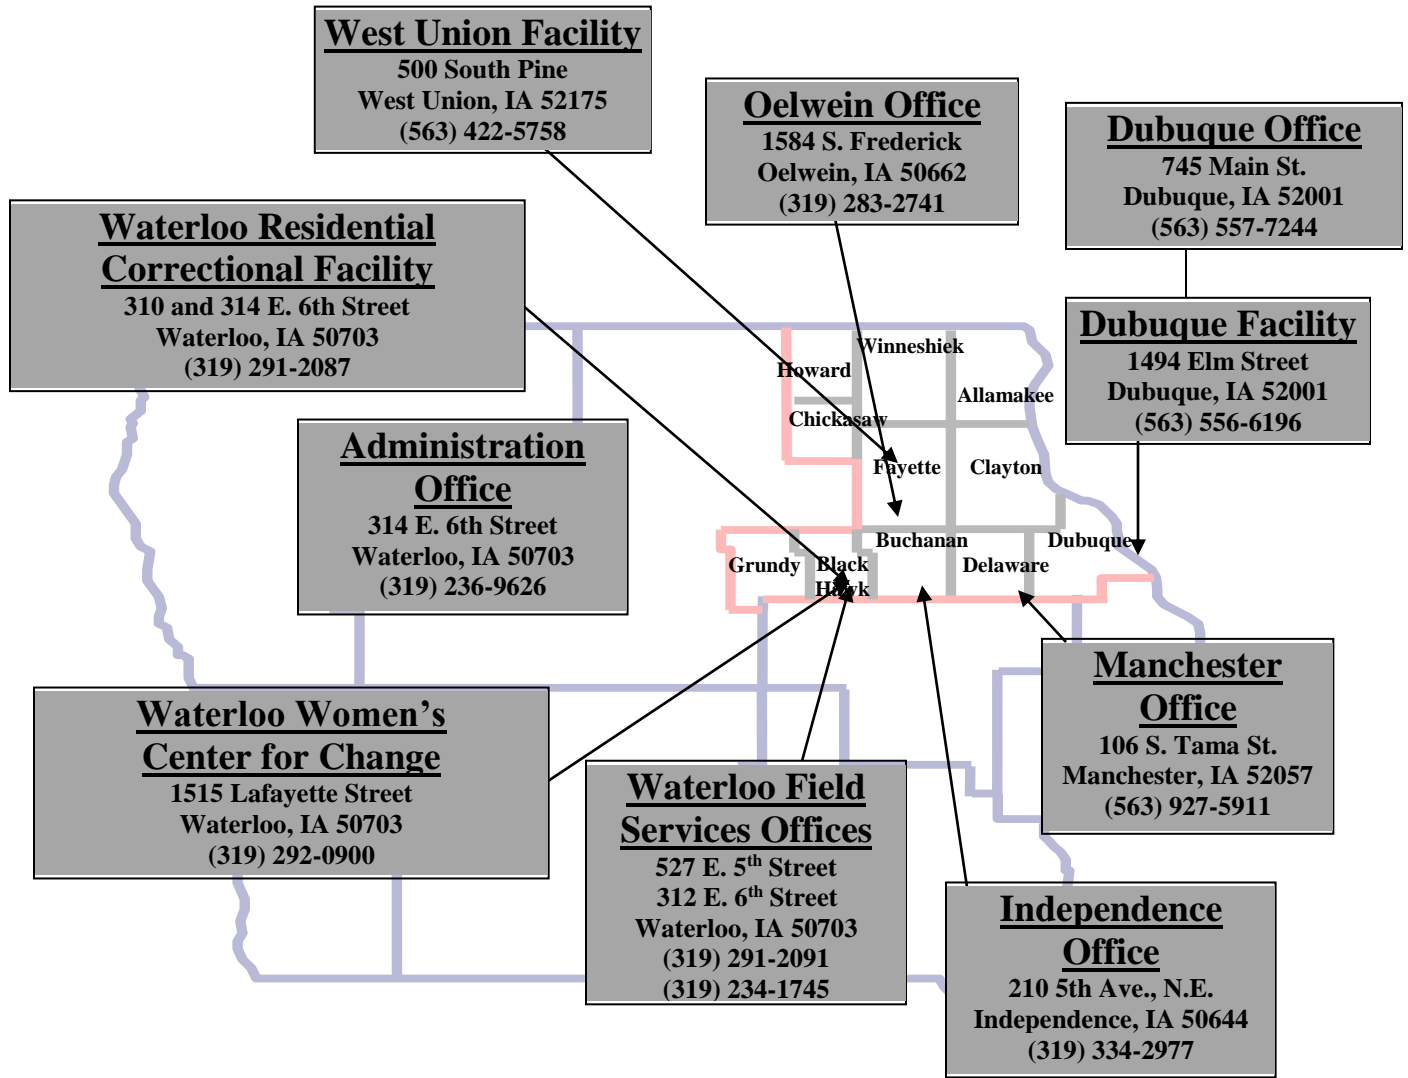 West Union Facility
500 South Pine
West Union, IA 52175
(563) 422-5758
Oelwein Office
1584 S. Frederick
Oelwein, IA 50662
(319) 283-2741
Dubuque Office
745 Main St.
Dubuque, IA 52001
(563) 557-7244
Waterloo Residential
Correctional Facility
310 and 314 E. 6th Street
Waterloo, IA 50703
(319) 291-2087
Dubuque Facility
1494 Elm Street
Dubuque, IA 52001
(563) 556-6196
Administration
Office
314 E. 6th Street
Waterloo, IA 50703
(319) 236-9626
Winneshiek
Howard
Allamakee
Chickasaw
Fayette
Clayton
Buchanan
Dubuque
Grundy
Black
Hawk
Delaware
Manchester
Office
106 S. Tama St.
Manchester, IA 52057
(563) 927-5911
Waterloo Women’s
Center for Change
1515 Lafayette Street
Waterloo, IA 50703
(319) 292-0900
Waterloo Field
Services Offices
527 E. 5th Street
312 E. 6th Street
Waterloo, IA 50703
(319) 291-2091
(319) 234-1745
Independence
Office
210 5th Ave., N.E.
Independence, IA 50644
(319) 334-2977